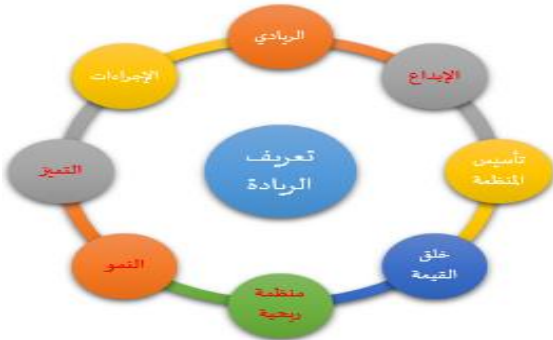 الريادي
الإبداع
الإجراءات
تأسيس
المنظمة
التميز
تعريف
الريادة
خلق
القيمة
النمو
منظمة
ربحية